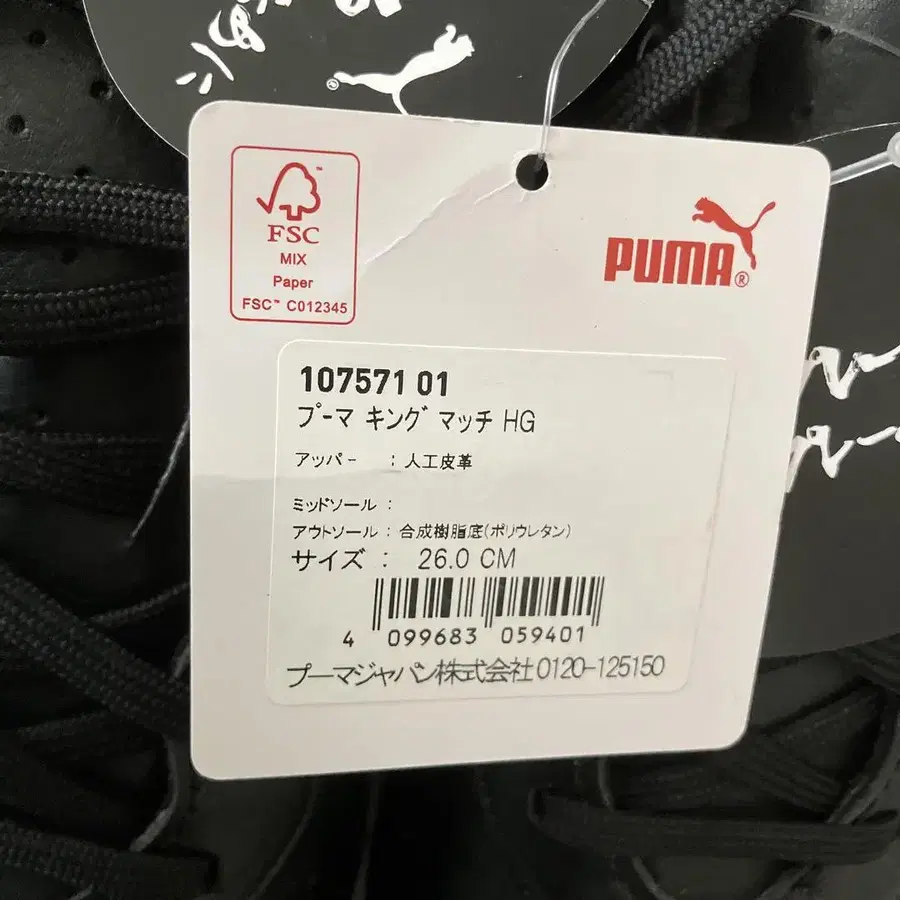 FSC
MIX
Paper
FSC™ C012345
PUMA®
107571 01
プーマ キング マッチ HG
アッパー : 人工皮革
ミッドソール :
アウトソール : 合成樹脂底(ポリウレタン)
サイズ : 26.0 CM
4 099683 059401
プーマジャパン株式会社0120-125150